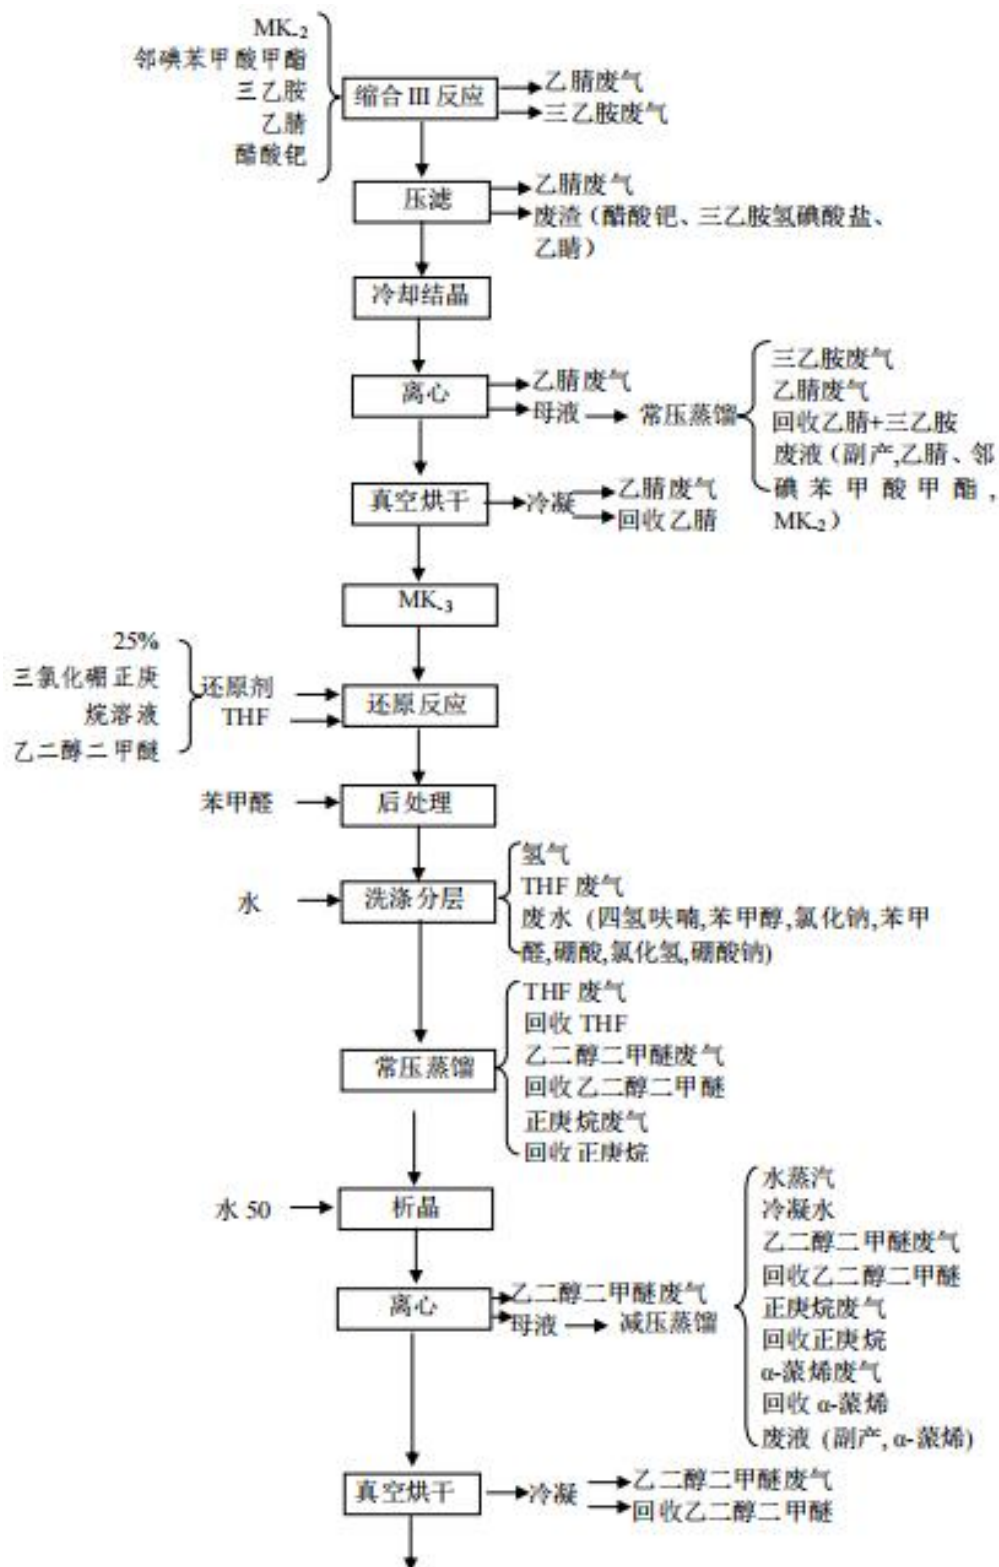 MK-2
邻碘苯甲酸甲酯
三乙胺
乙腈
醋酸钯
缩合III反应
乙腈废气
三乙胺废气
压滤
乙腈废气
废渣（醋酸钯、三乙胺氢碘酸盐、
乙睛）
冷却结晶
离心
乙腈废气
母液
常压蒸馏
三乙胺废气
乙腈废气
回收乙腈+三乙胺
废液（副产,乙腈、邻
碘苯甲酸甲酯,
MK-2）
真空烘干
冷凝
乙腈废气
回收乙腈
MK-3
25%
三氯化硼正庚
烷溶液
乙二醇二甲醚
还原剂
THF
还原反应
苯甲醛
后处理
水
洗涤分层
氢气
THF 废气
废水（四氢呋喃,苯甲醇,氯化钠,苯甲
醛,硼酸,氯化氢,硼酸钠)
常压蒸馏
THF 废气
回收 THF
乙二醇二甲醚废气
回收乙二醇二甲醚
正庚烷废气
回收正庚烷
水 50
析晶
离心
乙二醇二甲醚废气
母液
减压蒸馏
水蒸汽
冷凝水
乙二醇二甲醚废气
回收乙二醇二甲醚
正庚烷废气
回收正庚烷
α-蒎烯废气
回收 α-蒎烯
废液 (副产, α-蒎烯)
真空烘干
冷凝
乙二醇二甲醚废气
回收乙二醇二甲醚